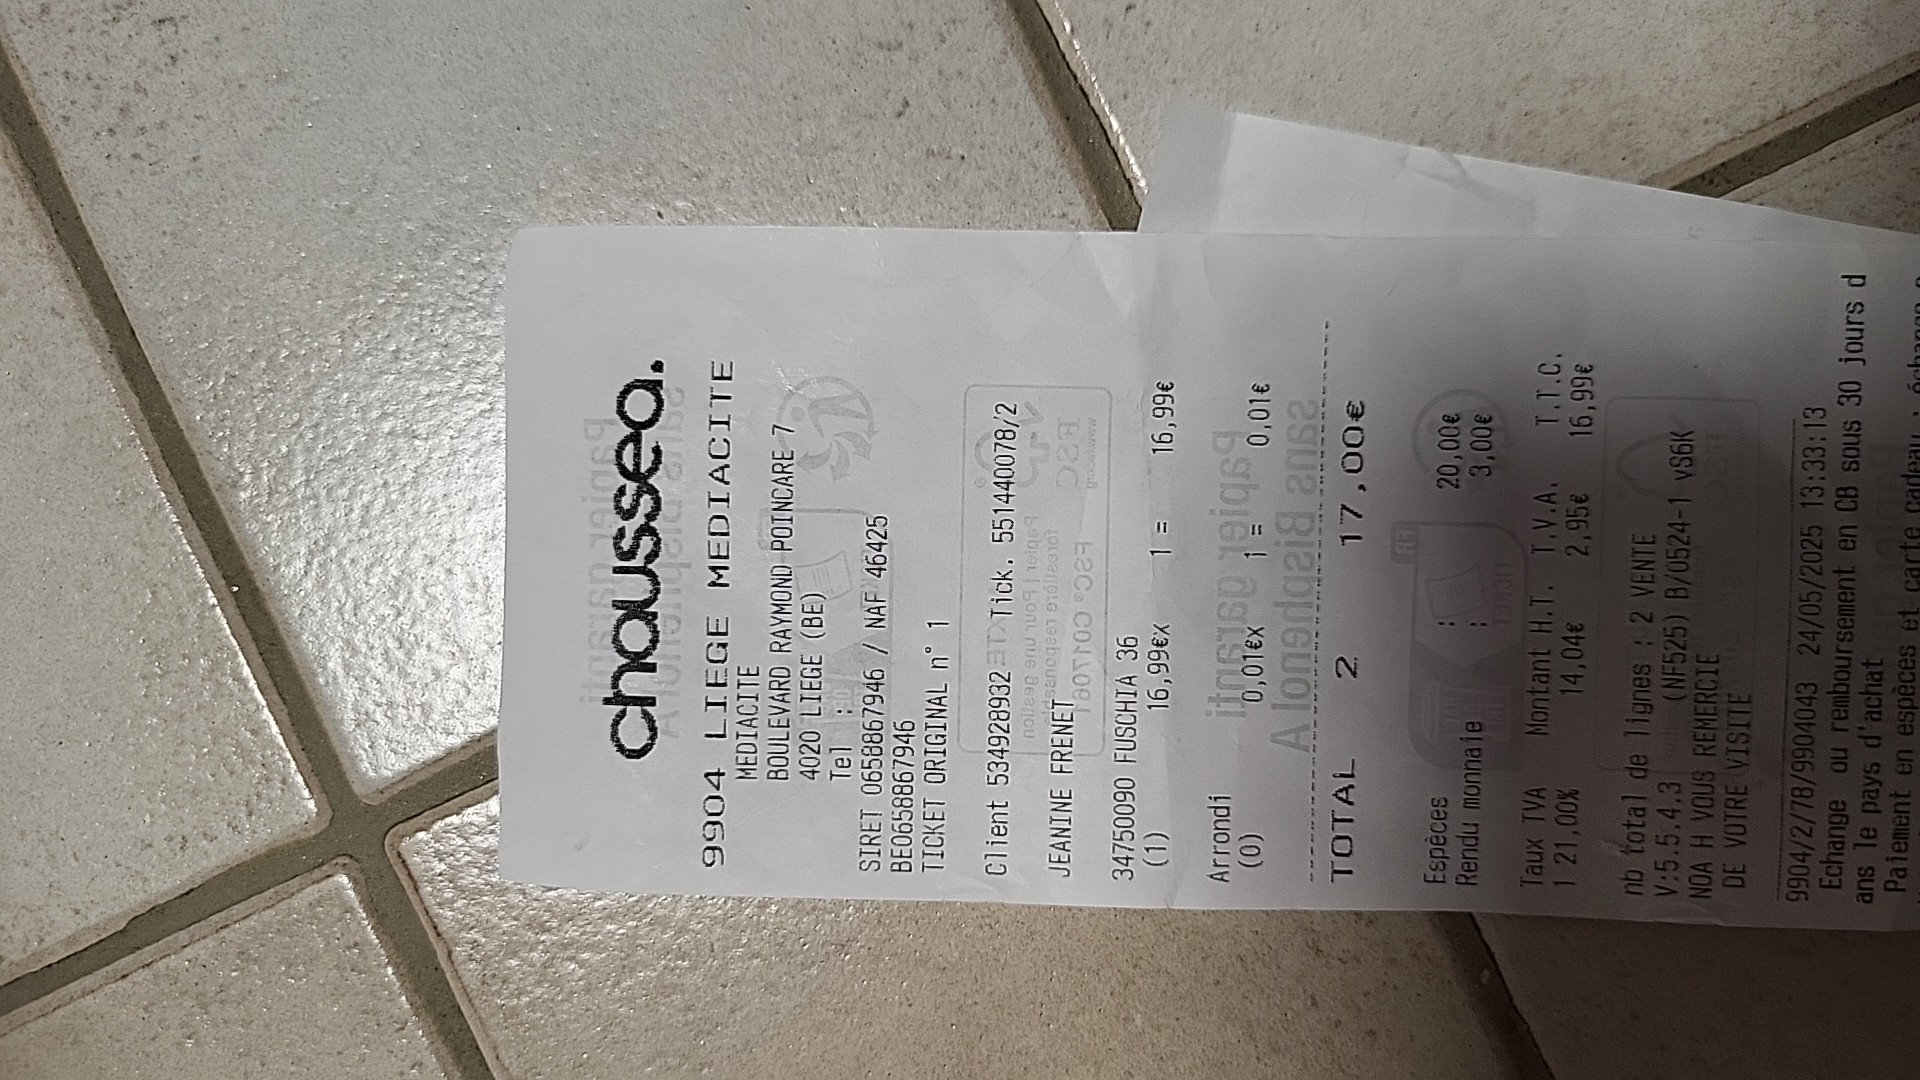 chaussea.
9904 LIEGE MEDIACITE
MEDIACITE
BOULEVARD RAYMOND POINCARE 7
4020 LIEGE (BE)
Tel :
SIRET 0658867946 / NAF 46425
BE0658867946
TICKET ORIGINAL n° 1
Client 534928932 Tick. 551440078/2
JEANINE FRENET
34750090 FUSCHIA 36
(1) 16,99€x 1 = 16,99€
Arrondi
(0) 0,01€x 1 = 0,01€
TOTAL 2 17,00€
Espèces : 20,00€
Rendu monnaie : 3,00€
Taux TVA Montant H.T. T.V.A. T.T.C.
1 21,00% 14,04€ 2,95€ 16,99€
nb total de lignes : 2 VENTE
V:5.5.4.3 (NF525) B/0524-1 vS6K
NOA H VOUS REMERCIE
DE VOTRE VISITE
9904/2/78/9904043 24/05/2025 13:33:13
Echange ou remboursement en CB sous 30 jours d
ans le pays d'achat
Paiement en espèces et carte cadeau : échange